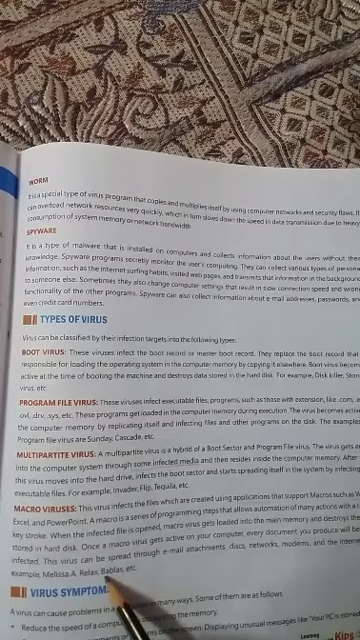 WORM
It is a special type of virus program that copies and multiplies itself by using computer networks and security flaws. It
can overload network resources very quickly, which in turn slows down the speed in data transmission due to heavy
consumption of system memory or network bandwidth
SPYWARE
It is a type of malware that is installed on computers and collects information about the users without their
knowledge. Spyware programs secretly monitor the user's computing. They can collect various types of
information, such as the internet surfing habits, visited web pages, and transmits that information in the background
to someone else. Sometimes they also change computer settings that result in slow connection speed and wrong
functionality of the other programs. Spyware can also collect information about e-mail addresses, passwords, an
even credit card numbers.
TYPES OF VIRUS
Virus can be classified by their infection targets into the following types:
BOOT VIRUS: These viruses infect the boot record or master boot record. They replace the boot record that
responsible for loading the operating system in the computer memory by copying it elsewhere. Boot virus
active at the time of booting the machine and destroys data stored in the hard disk. For example, Disk killer, Ston
virus, etc.
PROGRAM FILE VIRUS: These viruses infect executable files, programs, such as those with extension, like .com, .e
.ovl, .drv, .sys, etc. These programs get loaded in the computer memory during execution. The virus becomes active
the computer memory by replicating itself and infecting files and other programs on the disk. The examples
Program file virus are Sunday, Cascade, etc.
MULTIPARTITE VIRUS: A multipartite virus is a hybrid of a Boot Sector and Program file virus. The virus gets
into the computer system through some infected media and then resides inside the computer memory. After
this virus moves into the hard drive, infects the boot sector and starts spreading itself in the system by infecting
executable files. For example, Invader, Flip, Tequila, etc.
MACRO VIRUSES: This virus infects the files which are created using applications that support Macros such as W
Excel, and PowerPoint. A macro is a series of programming steps that allows automation of many actions with a
key stroke. When the infected file is opened, macro virus gets loaded into the main memory and destroys the
stored in hard disk. Once a macro virus gets active on your computer, every document you produce will be
infected. This virus can be spread through e-mail attachments, discs, networks, modems, and the interne
example, Melissa.A, Relax, Bablas, etc.
VIRUS SYMPTOM
A virus can cause problems in a in many ways. Some of them are as follows
• Reduce the speed of the memory.
on the screen. Displaying unusual messages like 'Your PC is stoned
Learning